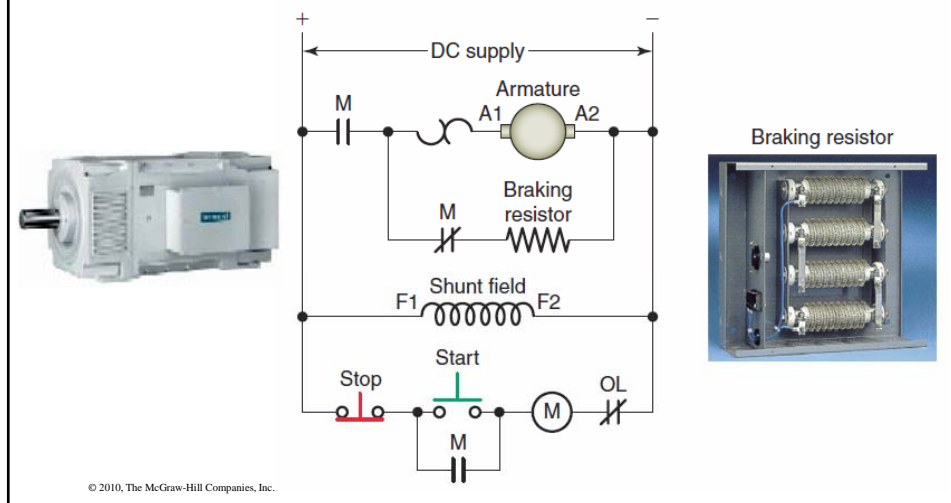 +
−
DC supply
Armature
M
A1
A2
Braking resistor
Braking
resistor
M
Shunt field
F1
F2
Start
Stop
OL
M
M
© 2010, The McGraw-Hill Companies, Inc.